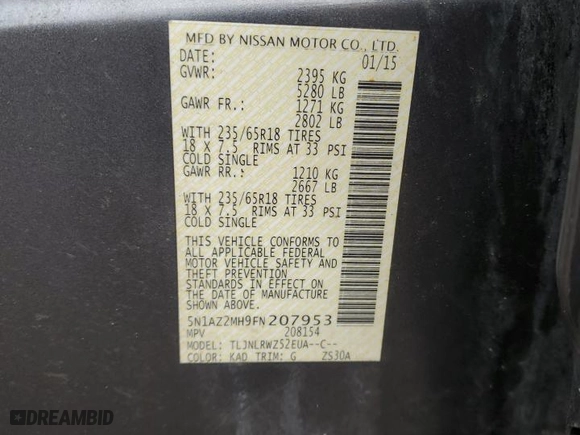 MFD BY NISSAN MOTOR CO., LTD.
DATE: 01/15
GVWR: 2395 KG
5280 LB
GAWR FR.: 1271 KG
2802 LB
WITH 235/65R18 TIRES
18 X 7.5 RIMS AT 33 PSI
COLD SINGLE
GAWR RR.: 1210 KG
2667 LB
WITH 235/65R18 TIRES
18 X 7.5 RIMS AT 33 PSI
COLD SINGLE
THIS VEHICLE CONFORMS TO
ALL APPLICABLE FEDERAL
MOTOR VEHICLE SAFETY AND
THEFT PREVENTION
STANDARDS IN EFFECT ON
THE DATE OF MANUFACTURE
SHOWN ABOVE.
5N1AZ2MH9FN207953
MPV 208154
MODEL: TLJNLRWZ52EUA--C--
COLOR: KAD TRIM: G ZS30A
DREAMBID